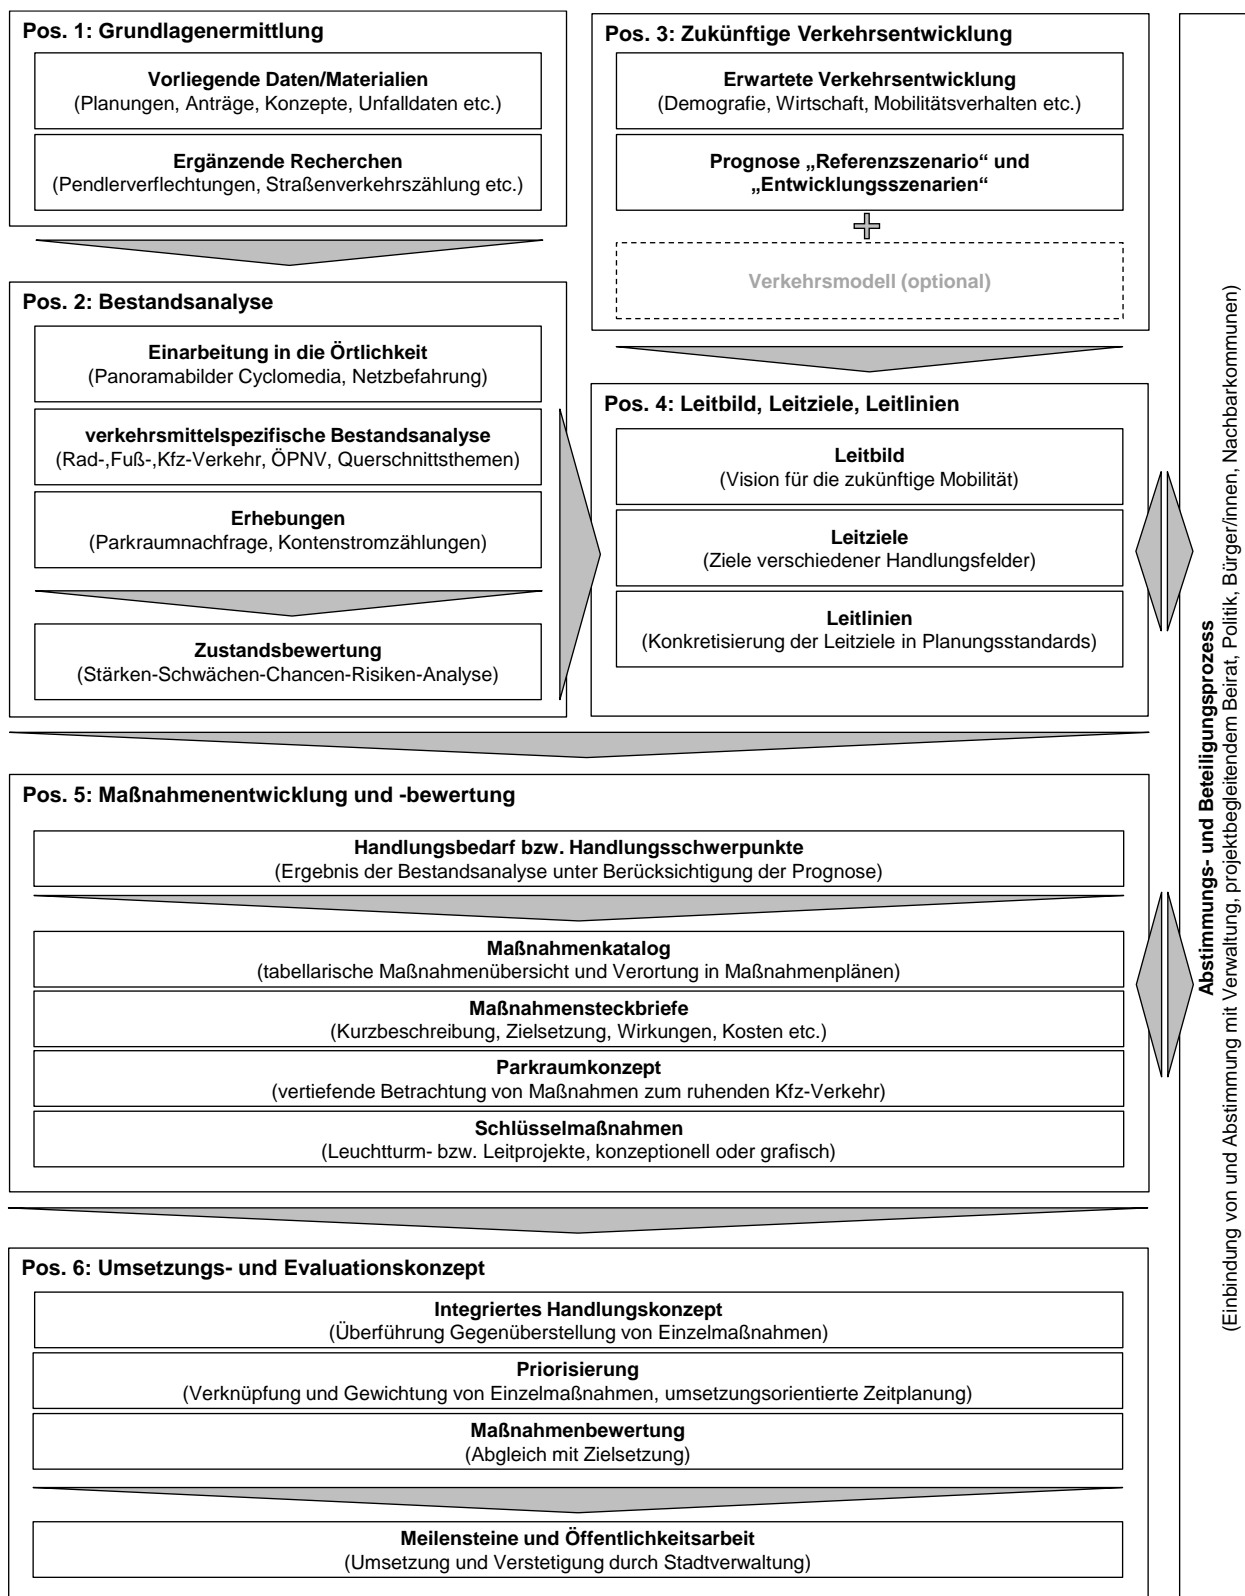 Pos. 1: Grundlagenermittlung
Vorliegende Daten/Materialien
(Planungen, Anträge, Konzepte, Unfalldaten etc.)
Ergänzende Recherchen
(Pendlerverflechtungen, Straßenverkehrszählung etc.)
Pos. 2: Bestandsanalyse
Einarbeitung in die Örtlichkeit
(Panoramabilder Cyclomedia, Netzbefahrung)
verkehrsmittelspezifische Bestandsanalyse
(Rad-,Fuß-,Kfz-Verkehr, ÖPNV, Querschnittsthemen)
Erhebungen
(Parkraumnachfrage, Kontenstromzählungen)
Zustandsbewertung
(Stärken-Schwächen-Chancen-Risiken-Analyse)
Pos. 3: Zukünftige Verkehrsentwicklung
Erwartete Verkehrsentwicklung
(Demografie, Wirtschaft, Mobilitätsverhalten etc.)
Prognose „Referenzszenario“ und
„Entwicklungsszenarien“
Verkehrsmodell (optional)
Pos. 4: Leitbild, Leitziele, Leitlinien
Leitbild
(Vision für die zukünftige Mobilität)
Leitziele
(Ziele verschiedener Handlungsfelder)
Leitlinien
(Konkretisierung der Leitziele in Planungsstandards)
Pos. 5: Maßnahmenentwicklung und -bewertung
Handlungsbedarf bzw. Handlungsschwerpunkte
(Ergebnis der Bestandsanalyse unter Berücksichtigung der Prognose)
Maßnahmenkatalog
(tabellarische Maßnahmenübersicht und Verortung in Maßnahmenplänen)
Maßnahmensteckbriefe
(Kurzbeschreibung, Zielsetzung, Wirkungen, Kosten etc.)
Parkraumkonzept
(vertiefende Betrachtung von Maßnahmen zum ruhenden Kfz-Verkehr)
Schlüsselmaßnahmen
(Leuchtturm- bzw. Leitprojekte, konzeptionell oder grafisch)
Pos. 6: Umsetzungs- und Evaluationskonzept
Integriertes Handlungskonzept
(Überführung Gegenüberstellung von Einzelmaßnahmen)
Priorisierung
(Verknüpfung und Gewichtung von Einzelmaßnahmen, umsetzungsorientierte Zeitplanung)
Maßnahmenbewertung
(Abgleich mit Zielsetzung)
Meilensteine und Öffentlichkeitsarbeit
(Umsetzung und Verstetigung durch Stadtverwaltung)
Abstimmungs- und Beteiligungsprozess
(Einbindung von und Abstimmung mit Verwaltung, projektbegleitendem Beirat, Politik, Bürger/innen, Nachbarkommunen)